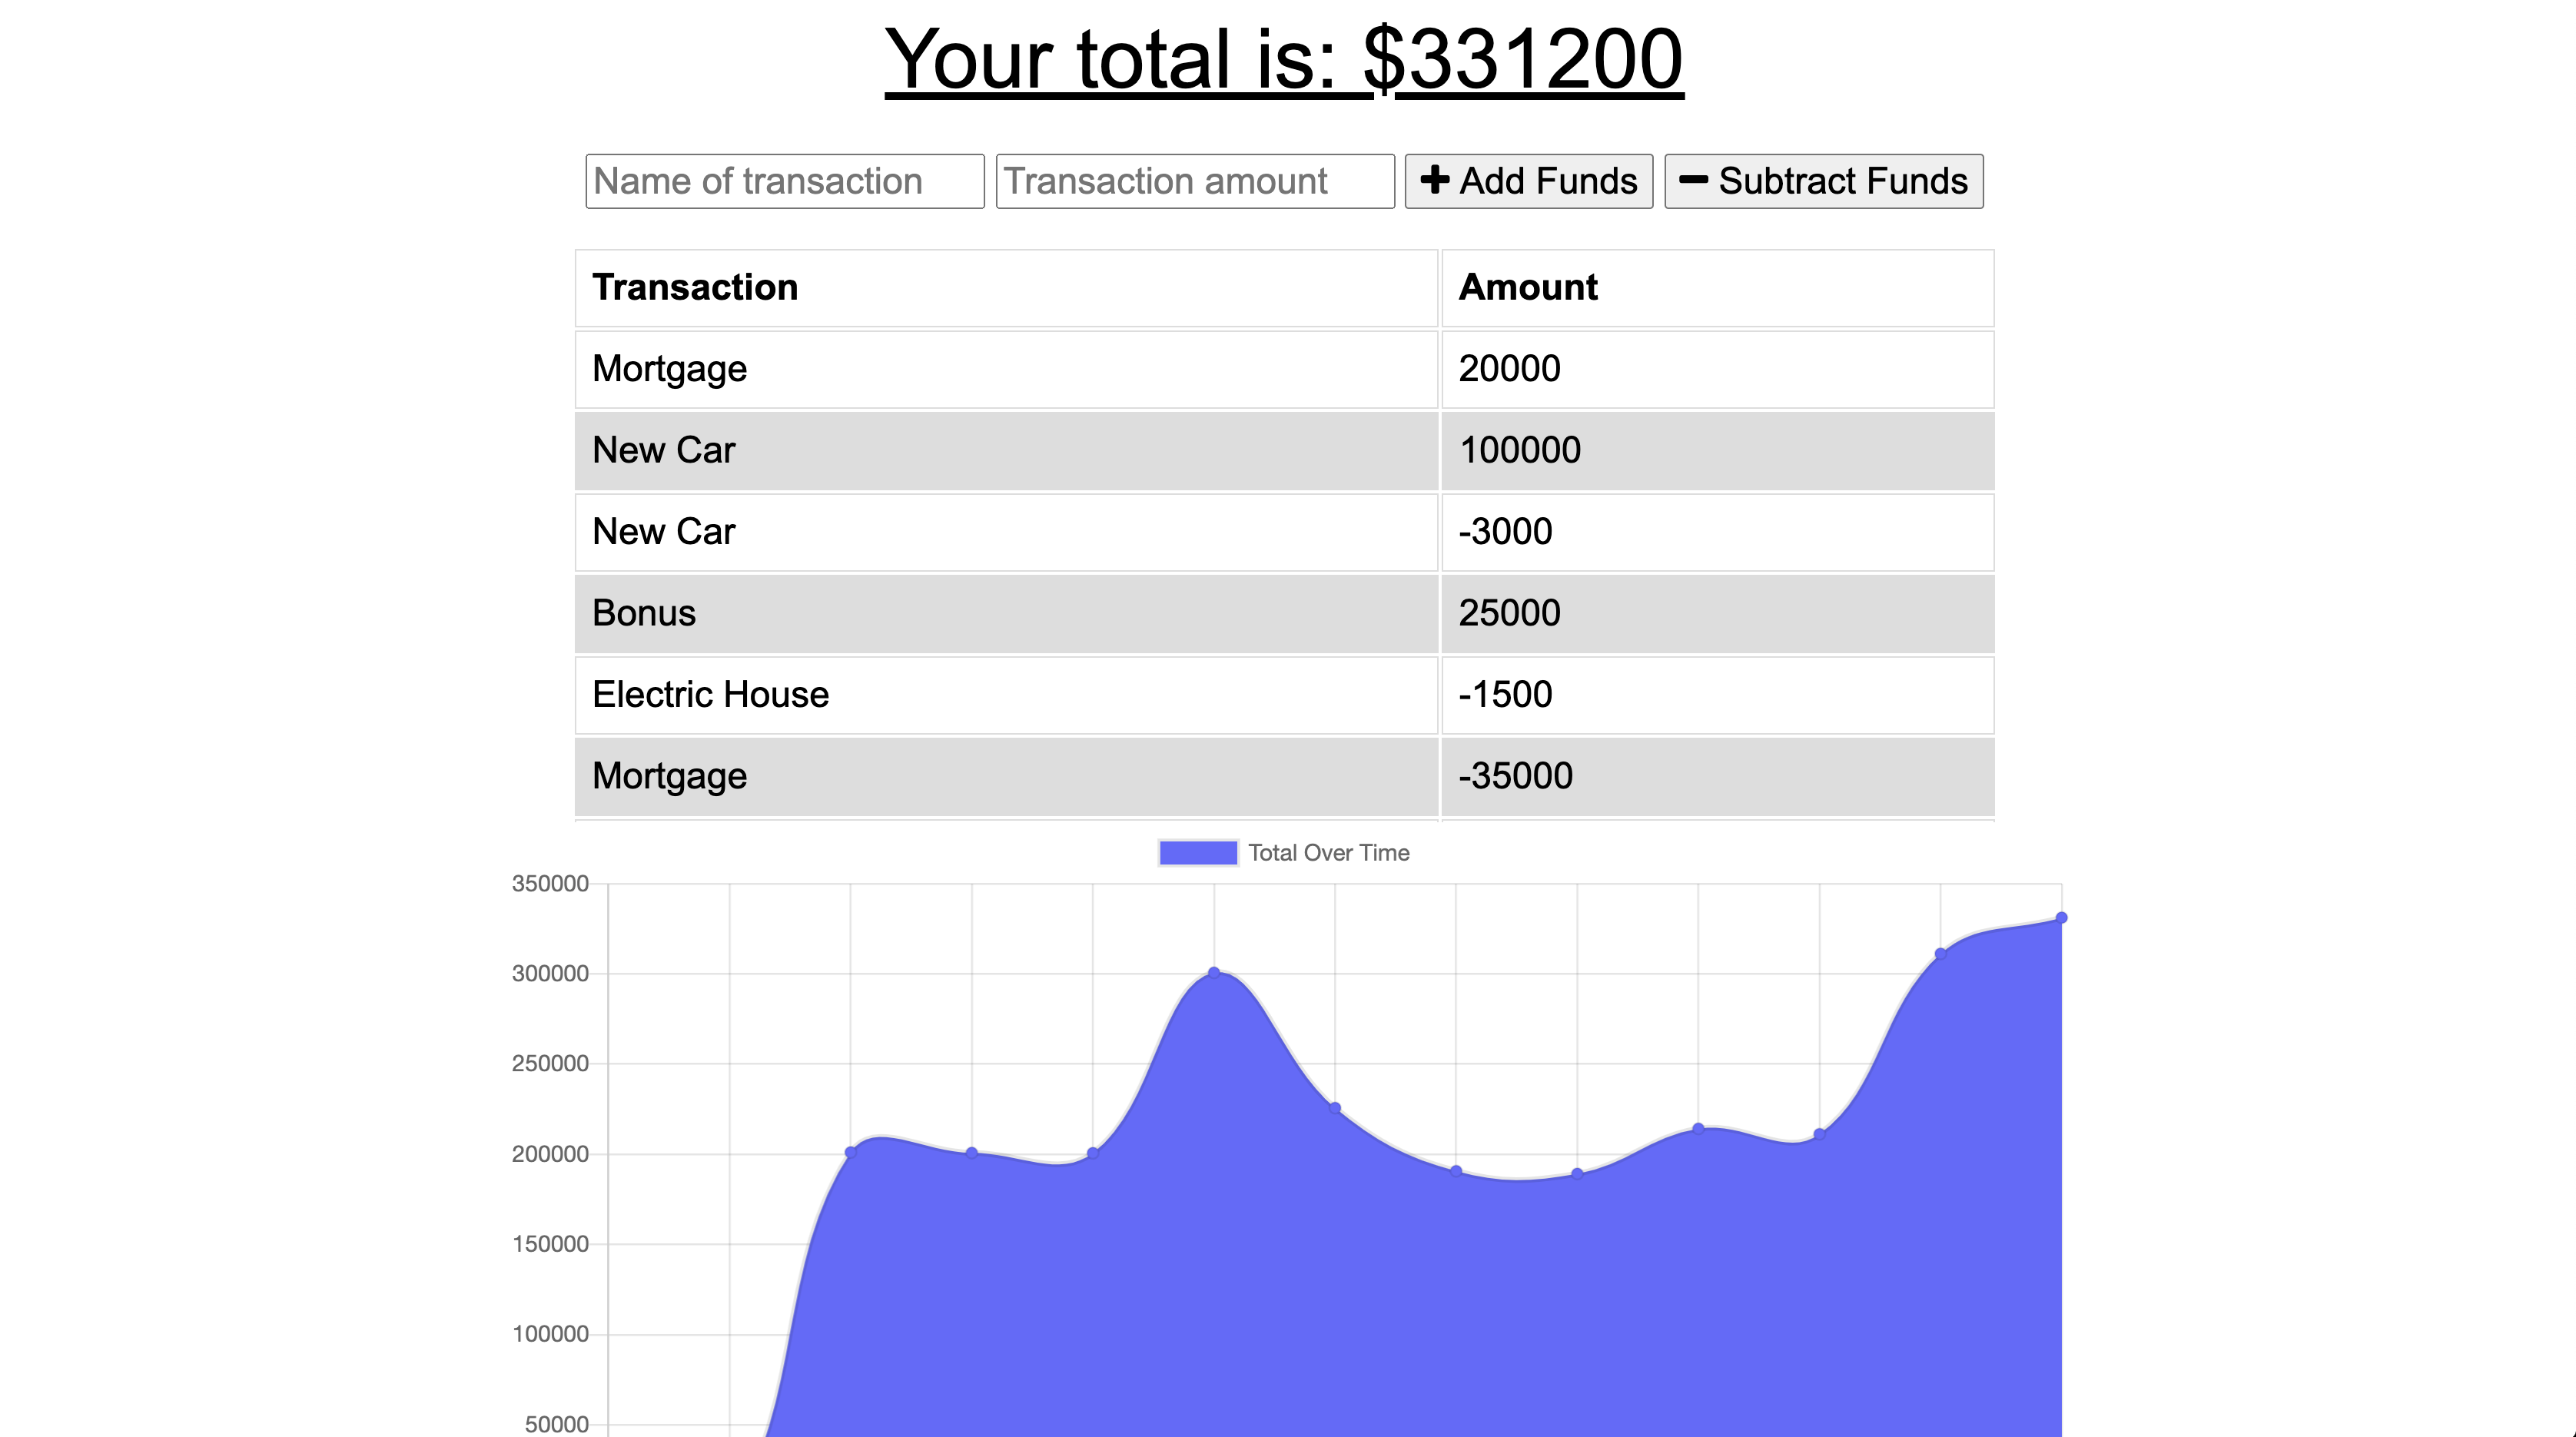 Your total is: $331200
Name of transaction Transaction amount Add Funds Subtract Funds
Transaction Amount
Mortgage 20000
New Car 100000
New Car -3000
Bonus 25000
Electric House -1500
Mortgage -35000
Total Over Time
350000
300000
250000
200000
150000
100000
50000